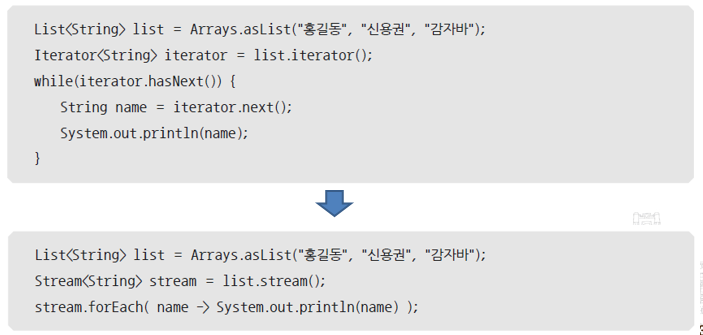 List<String> list = Arrays.asList("홍길동", "신용권", "감자바");
Iterator<String> iterator = list.iterator();
while(iterator.hasNext()) {
String name = iterator.next();
System.out.println(name);
}
List<String> list = Arrays.asList("홍길동", "신용권", "감자바");
Stream<String> stream = list.stream();
stream.forEach( name -> System.out.println(name) );